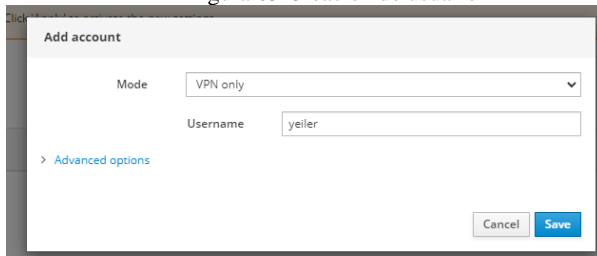 Add account
Mode VPN only
Username yeiler
> Advanced options
Cancel Save